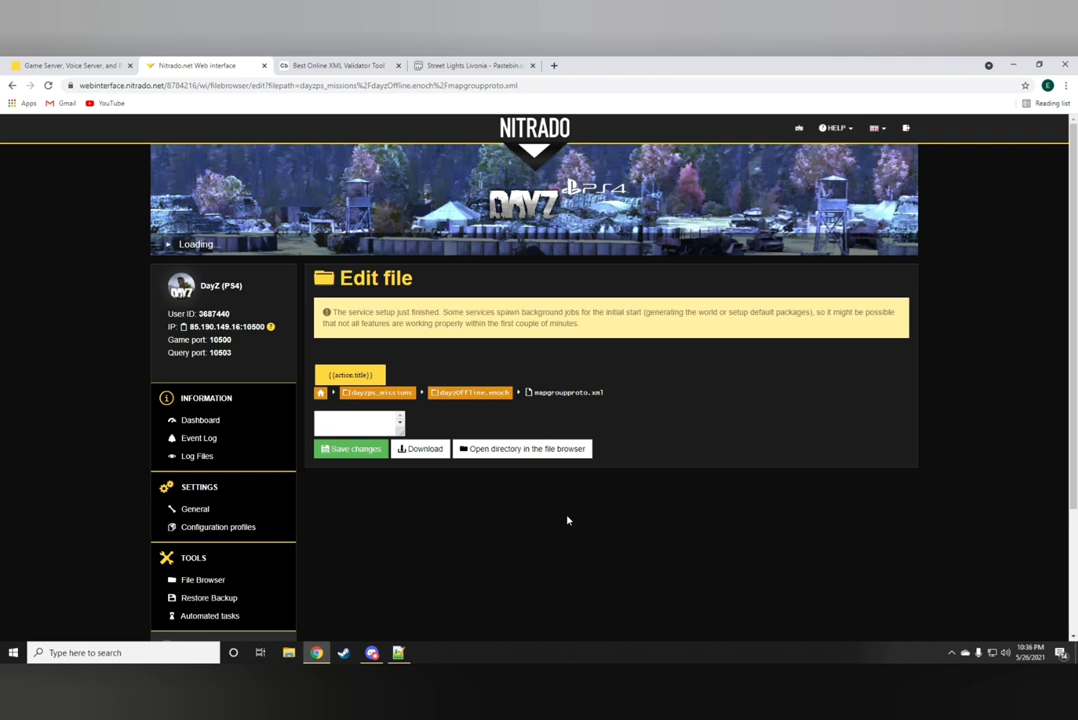 Game Server, Voice Server, and
Nitrado.net Web interface
Cb Best Online XML Validator Tool
Street Lights Livonia - Pastebin.c
webinterface.nitrado.net/8784216/wi/filebrowser/edit?filepath=dayzps_missions%2FdayzOffline.enoch%2Fmapgroupproto.xml
E
Apps
Gmail
YouTube
Reading list
NITRADO
HELP
DAYZ PS4
Loading...
DayZ (PS4)
User ID: 3687440
IP: 85.190.149.16:10500
Game port: 10500
Query port: 10503
INFORMATION
Dashboard
Event Log
Log Files
SETTINGS
General
Configuration profiles
TOOLS
File Browser
Restore Backup
Automated tasks
Edit file
The service setup just finished. Some services spawn background jobs for the initial start (generating the world or setup default packages), so it might be possible
that not all features are working properly within the first couple of minutes.
{{action.title}}
dayzps_missions
dayzOffline.enoch
mapgroupproto.xml
Save changes
Download
Open directory in the file browser
Type here to search
10:36 PM
5/26/2021